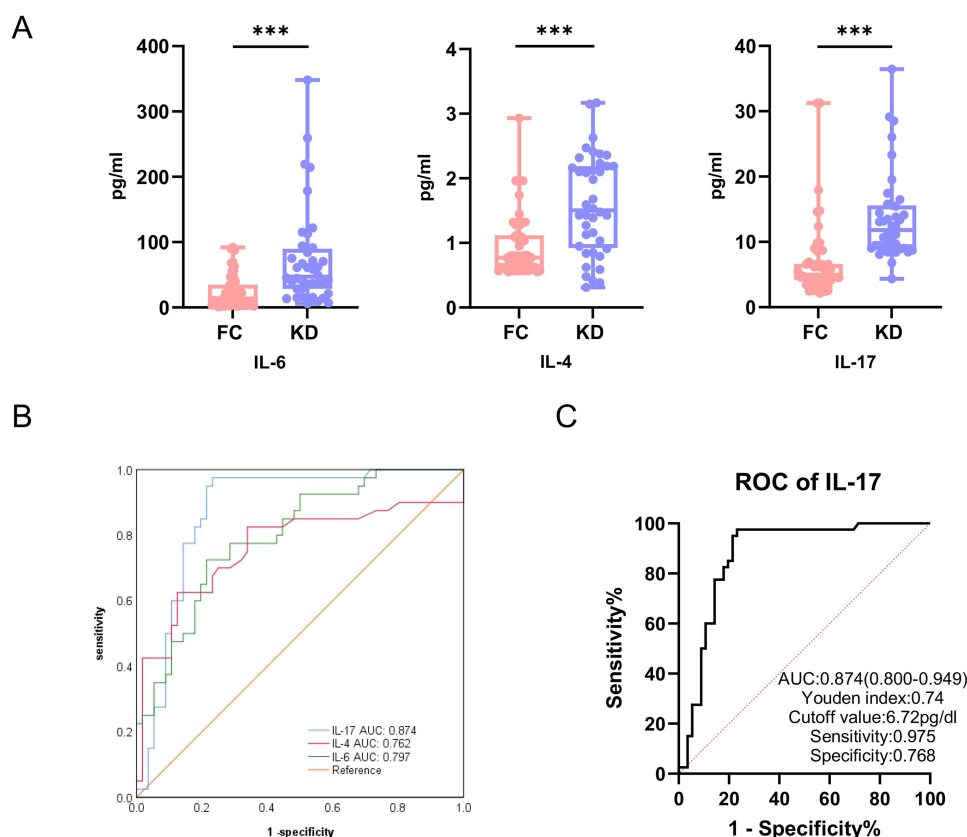 A
***
400
300
200
100
0
pg/ml
FC
KD
IL-6
***
4
3
2
1
0
pg/ml
FC
KD
IL-4
***
40
30
20
10
0
pg/ml
FC
KD
IL-17
B
1.0
0.8
0.6
0.4
0.2
0.0
sensitivity
IL-17 AUC: 0.874
IL-4 AUC: 0.762
IL-6 AUC: 0.797
Reference
0.0 0.2 0.4 0.6 0.8 1.0
1 -specificity
C
ROC of IL-17
100
80
60
40
20
0
Sensitivity%
AUC:0.874(0.800-0.949)
Youden index:0.74
Cutoff value:6.72pg/dl
Sensitivity:0.975
Specificity:0.768
0 20 40 60 80 100
1 - Specificity%